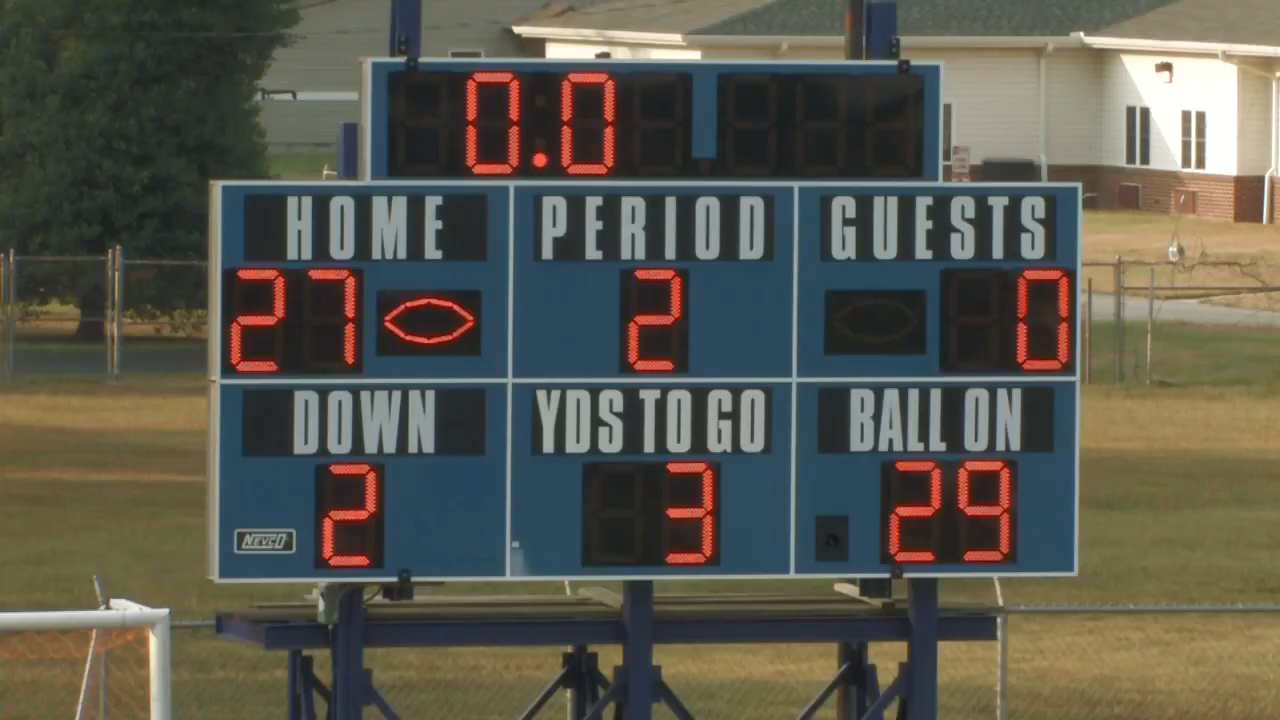 0.0
HOME PERIOD GUESTS
27 2 0
DOWN YDS TO GO BALL ON
2 3 29
NEVCO